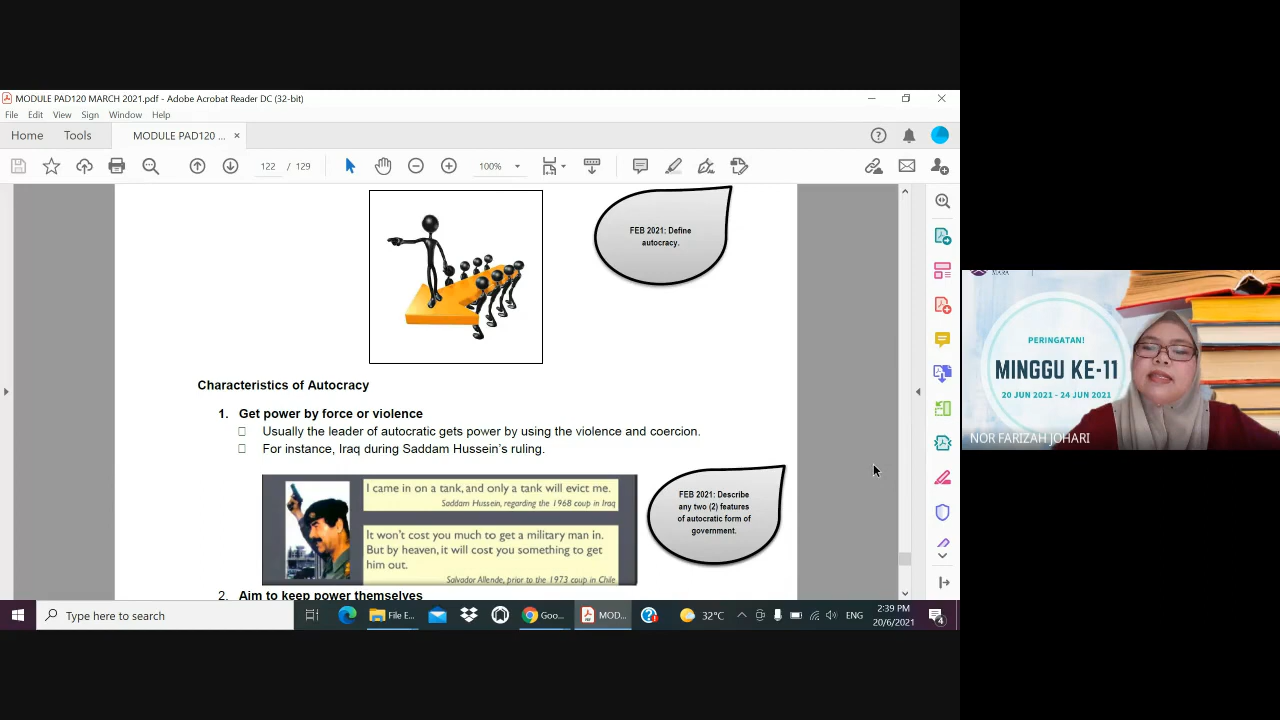 MODULE PAD120 MARCH 2021.pdf - Adobe Acrobat Reader DC (32-bit)
File Edit View Sign Window Help
Home Tools MODULE PAD120 ... ×
122 / 129 100%
FEB 2021: Define
autocracy.
Characteristics of Autocracy
1. Get power by force or violence
Usually the leader of autocratic gets power by using the violence and coercion.
For instance, Iraq during Saddam Hussein's ruling.
I came in on a tank, and only a tank will evict me.
Saddam Hussein, regarding the 1968 coup in Iraq
It won't cost you much to get a military man in.
But by heaven, it will cost you something to get
him out.
Salvador Allende, prior to the 1973 coup in Chile
FEB 2021: Describe
any two (2) features
of autocratic form of
government.
2. Aim to keep power themselves
Type here to search
File E...
Goo...
MOD...
32°C
ENG
2:39 PM
20/6/2021
4
PERINGATAN!
MINGGU KE-11
20 JUN 2021 - 24 JUN 2021
NOR FARIZAH JOHARI